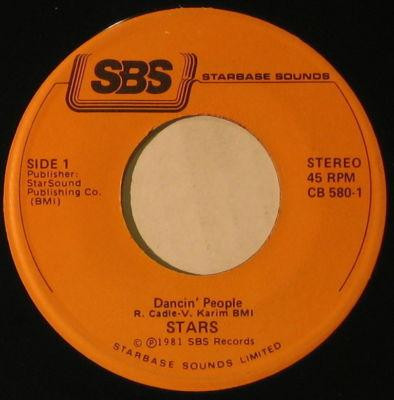 SBS
STARBASE SOUNDS
SIDE 1
Publisher:
StarSound
Publishing Co.
(BMI)
STEREO
45 RPM
CB 580-1
Dancin' People
R. Cadle-V. Karim BMI
STARS
© ℗1981 SBS Records
STARBASE SOUNDS LIMITED